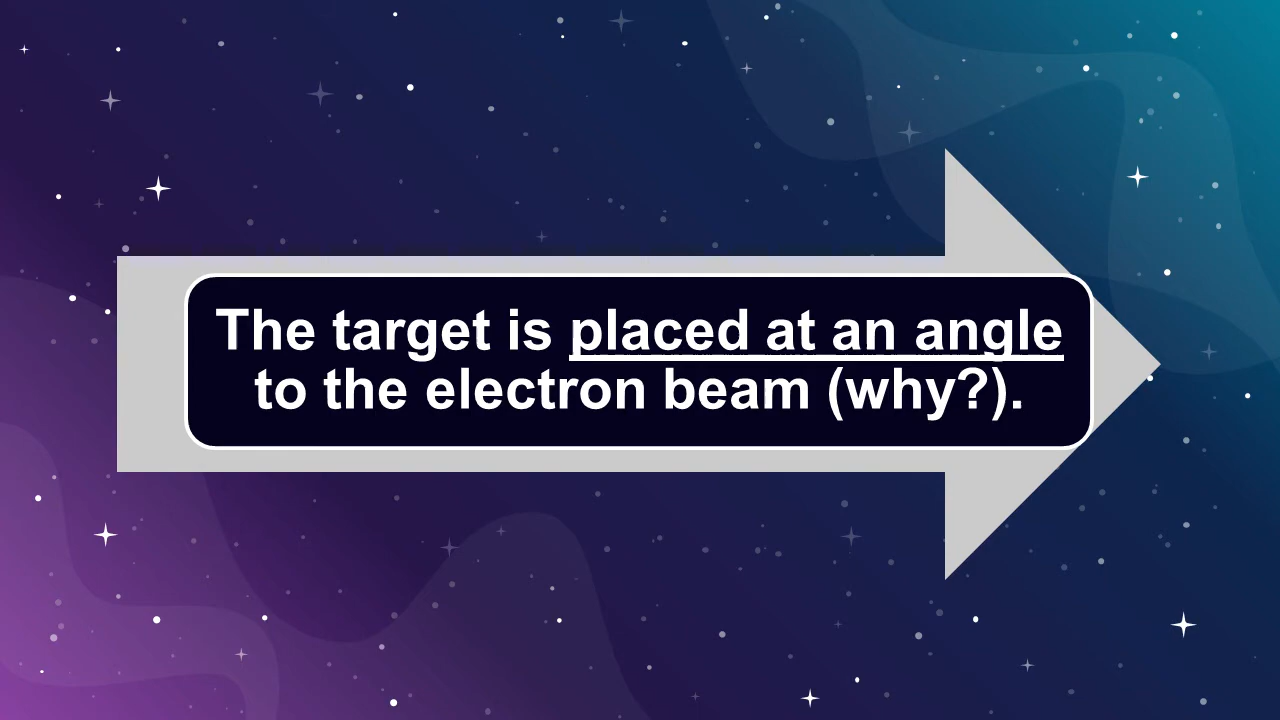 The target is placed at an angle
to the electron beam (why?).